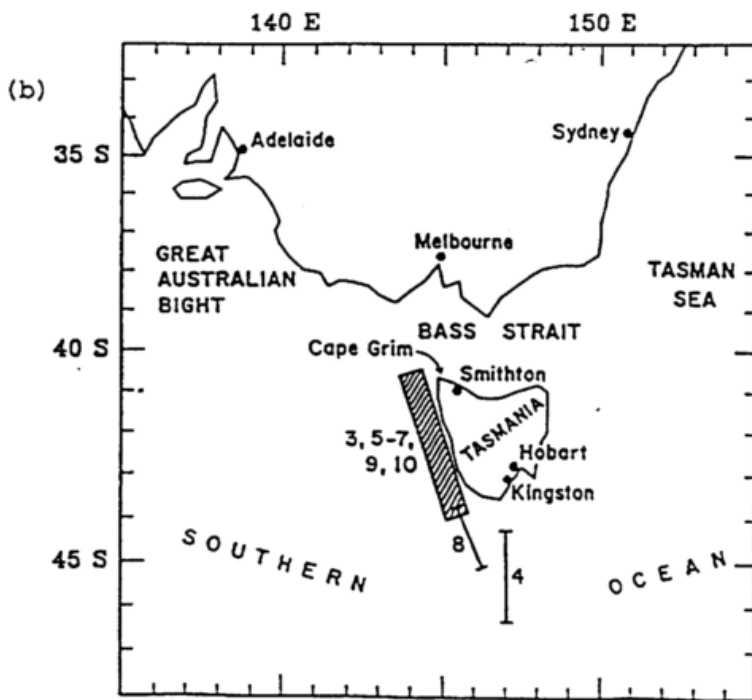 140 E
150 E
(b)
Adelaide
Sydney
35 S
Melbourne
GREAT
AUSTRALIAN
BIGHT
TASMAN
SEA
BASS STRAIT
40 S
Cape Grim
Smithton
TASMANIA
3, 5-7,
9, 10
Hobart
Kingston
8
4
45 S
SOUTHERN
OCEAN